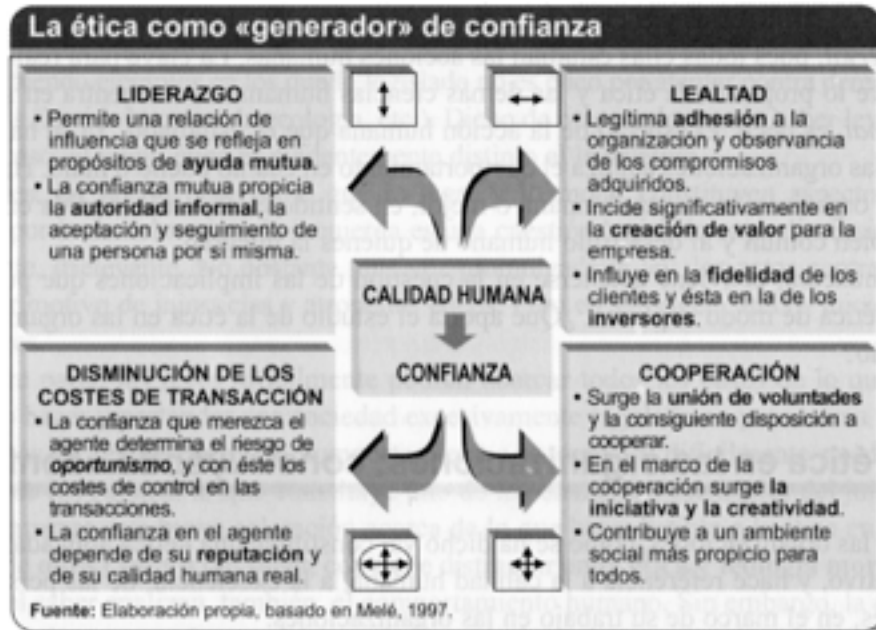 La ética como «generador» de confianza
LIDERAZGO
• Permite una relación de
influencia que se refleja en
propósitos de ayuda mutua.
• La confianza mutua propicia
la autoridad informal, la
aceptación y seguimiento de
una persona por sí misma.
LEALTAD
• Legítima adhesión a la
organización y observancia
de los compromisos
adquiridos.
• Incide significativamente en
la creación de valor para la
empresa.
• Influye en la fidelidad de los
clientes y ésta en la de los
inversores.
CALIDAD HUMANA
CONFIANZA
DISMINUCIÓN DE LOS
COSTES DE TRANSACCIÓN
• La confianza que merezca el
agente determina el riesgo de
oportunismo, y con éste los
costes de control en las
transacciones.
• La confianza en el agente
depende de su reputación y
de su calidad humana real.
COOPERACIÓN
• Surge la unión de voluntades
y la consiguiente disposición a
cooperar.
• En el marco de la
cooperación surge la
iniciativa y la creatividad.
• Contribuye a un ambiente
social más propicio para
todos.
Fuente: Elaboración propia, basado en Melé, 1997.